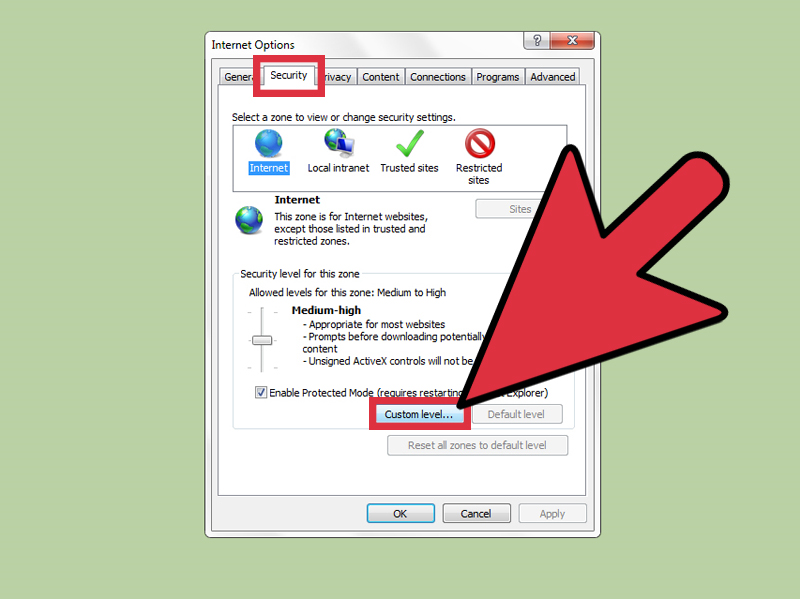 Internet Options
?
Security
Privacy Content Connections Programs Advanced
Select a zone to view or change security settings.
Internet Local intranet Trusted sites Restricted
sites
Internet
This zone is for Internet websites,
except those listed in trusted and
restricted zones.
Sites
Security level for this zone
Allowed levels for this zone: Medium to High
Medium-high
- Appropriate for most websites
- Prompts before downloading potentially
content
- Unsigned ActiveX controls will not be
Enable Protected Mode (requires restarting Explorer)
Custom level... Default level
Reset all zones to default level
OK Cancel Apply